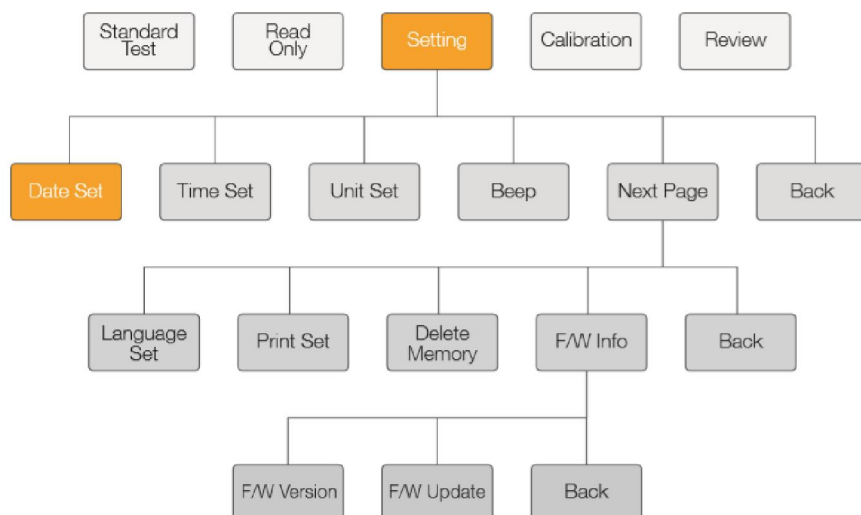 Standard
Test
Read
Only
Setting
Calibration
Review
Date Set
Time Set
Unit Set
Beep
Next Page
Back
Language
Set
Print Set
Delete
Memory
F/W Info
Back
F/W Version
F/W Update
Back